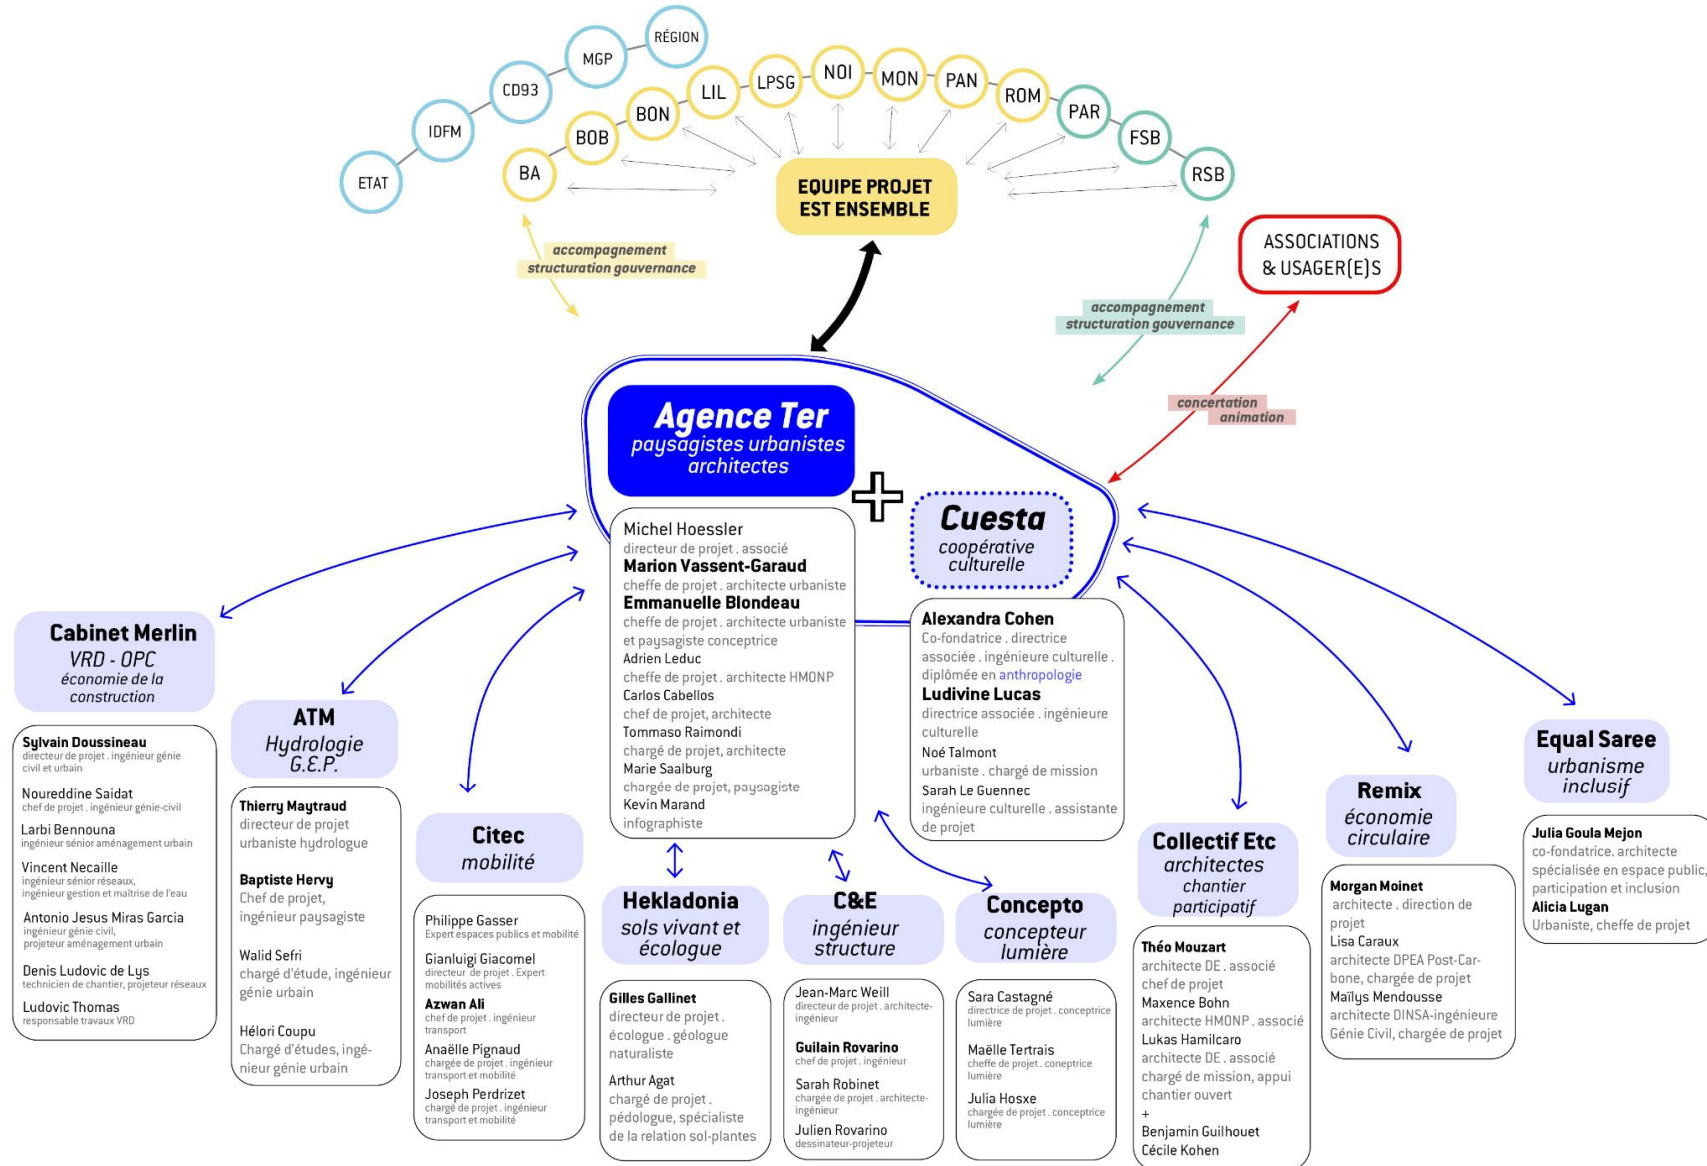 RÉGION
MGP
CD93
IDFM
ETAT
BA
BOB
BON
LIL
LPSG
NOI
MON
PAN
ROM
PAR
FSB
RSB
EQUIPE PROJET
EST ENSEMBLE
accompagnement
structuration gouvernance
ASSOCIATIONS
& USAGER(E)S
accompagnement
structuration gouvernance
concertation
animation
Agence Ter
paysagistes urbanistes
architectes
Michel Hoessler
directeur de projet . associé
Marion Vassent-Garaud
cheffe de projet . architecte urbaniste
Emmanuelle Blondeau
cheffe de projet . architecte urbaniste
et paysagiste conceptrice
Adrien Leduc
cheffe de projet . architecte HMONP
Carlos Cabellos
chef de projet, architecte
Tommaso Raimondi
chargé de projet, architecte
Marie Saalburg
chargée de projet, paysagiste
Kevin Marand
infographiste
Cuesta
coopérative
culturelle
Alexandra Cohen
Co-fondatrice . directrice
associée . ingénieure culturelle .
diplômée en anthropologie
Ludivine Lucas
directrice associée . ingénieure
culturelle
Noé Talmont
urbaniste . chargé de mission
Sarah Le Guennec
ingénieure culturelle . assistante
de projet
Cabinet Merlin
VRD - OPC
économie de la
construction
Sylvain Doussineau
directeur de projet . ingénieur génie
civil et urbain
Noureddine Saidat
chef de projet . ingénieur génie-civil
Larbi Bennouna
ingénieur sénior aménagement urbain
Vincent Necaille
ingénieur sénior réseaux,
ingénieur gestion et maîtrise de l'eau
Antonio Jesus Miras Garcia
ingénieur génie civil,
projeteur aménagement urbain
Denis Ludovic de Lys
technicien de chantier, projeteur réseaux
Ludovic Thomas
responsable travaux VRD
ATM
Hydrologie
G.E.P.
Thierry Maytraud
directeur de projet
urbaniste hydrologue
Baptiste Hervy
Chef de projet,
ingénieur paysagiste
Walid Sefri
chargé d'étude, ingénieur
génie urbain
Hélori Coupu
Chargé d'études, ingé-
nieur génie urbain
Citec
mobilité
Philippe Gasser
Expert espaces publics et mobilité
Gianluigi Giacomel
directeur de projet . Expert
mobilités actives
Azwan Ali
chef de projet . ingénieur
transport
Anaëlle Pignaud
chargée de projet . ingénieur
transport et mobilité
Joseph Perdrizet
chargé de projet . ingénieur
transport et mobilité
Hekladonia
sols vivant et
écologue
Gilles Gallinet
directeur de projet .
écologue . géologue
naturaliste
Arthur Agat
chargé de projet .
pédologue, spécialiste
de la relation sol-plantes
C&E
ingénieur
structure
Jean-Marc Weill
directeur de projet . architecte-
ingénieur
Guilain Rovarino
chef de projet . ingénieur
Sarah Robinet
chargée de projet . architecte-
ingénieur
Julien Rovarino
dessinateur-projeteur
Concepto
concepteur
lumière
Sara Castagné
directrice de projet . conceptrice
lumière
Maëlle Tertrais
cheffe de projet . coneptrice
lumière
Julia Hosxe
chargée de projet . conceptrice
lumière
Collectif Etc
architectes
chantier
participatif
Théo Mouzart
architecte DE . associé
chef de projet
Maxence Bohn
architecte HMONP . associé
Lukas Hamilcaro
architecte DE . associé
chargé de mission, appui
chantier ouvert
+
Benjamin Guilhouet
Cécile Kohen
Remix
économie
circulaire
Morgan Moinet
architecte . direction de
projet
Lisa Caraux
architecte DPEA Post-Car-
bone, chargée de projet
Maïlys Mendousse
architecte DINSA-ingénieure
Génie Civil, chargée de projet
Equal Saree
urbanisme
inclusif
Julia Goula Mejon
co-fondatrice. architecte
spécialisée en espace public,
participation et inclusion
Alicia Lugan
Urbaniste, cheffe de projet